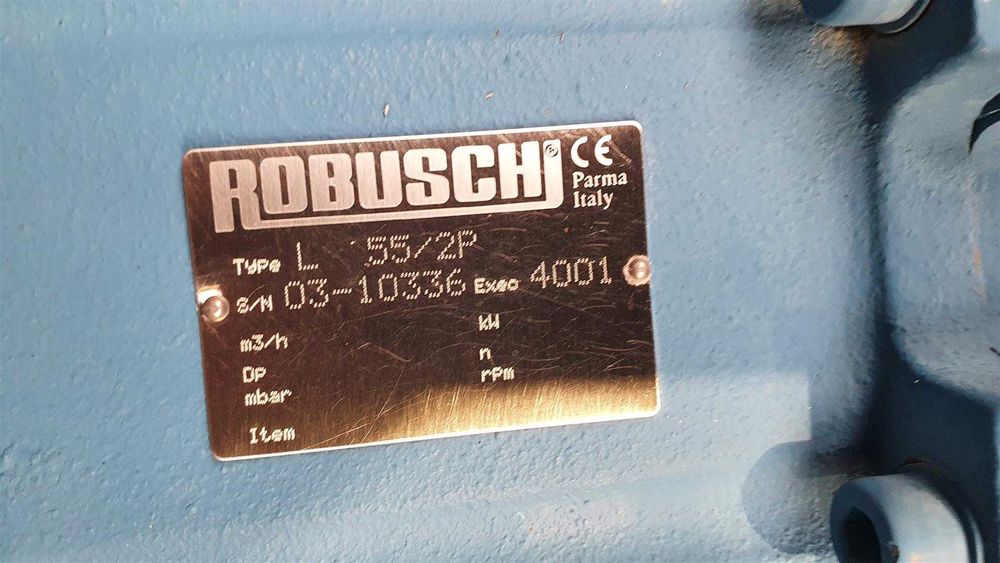 ROBUSCHI ® CE
Parma
Italy
Type L 55/2P
S/N 03-10336 Exec 4001
m3/h kW
Dp n
mbar rpm
Item